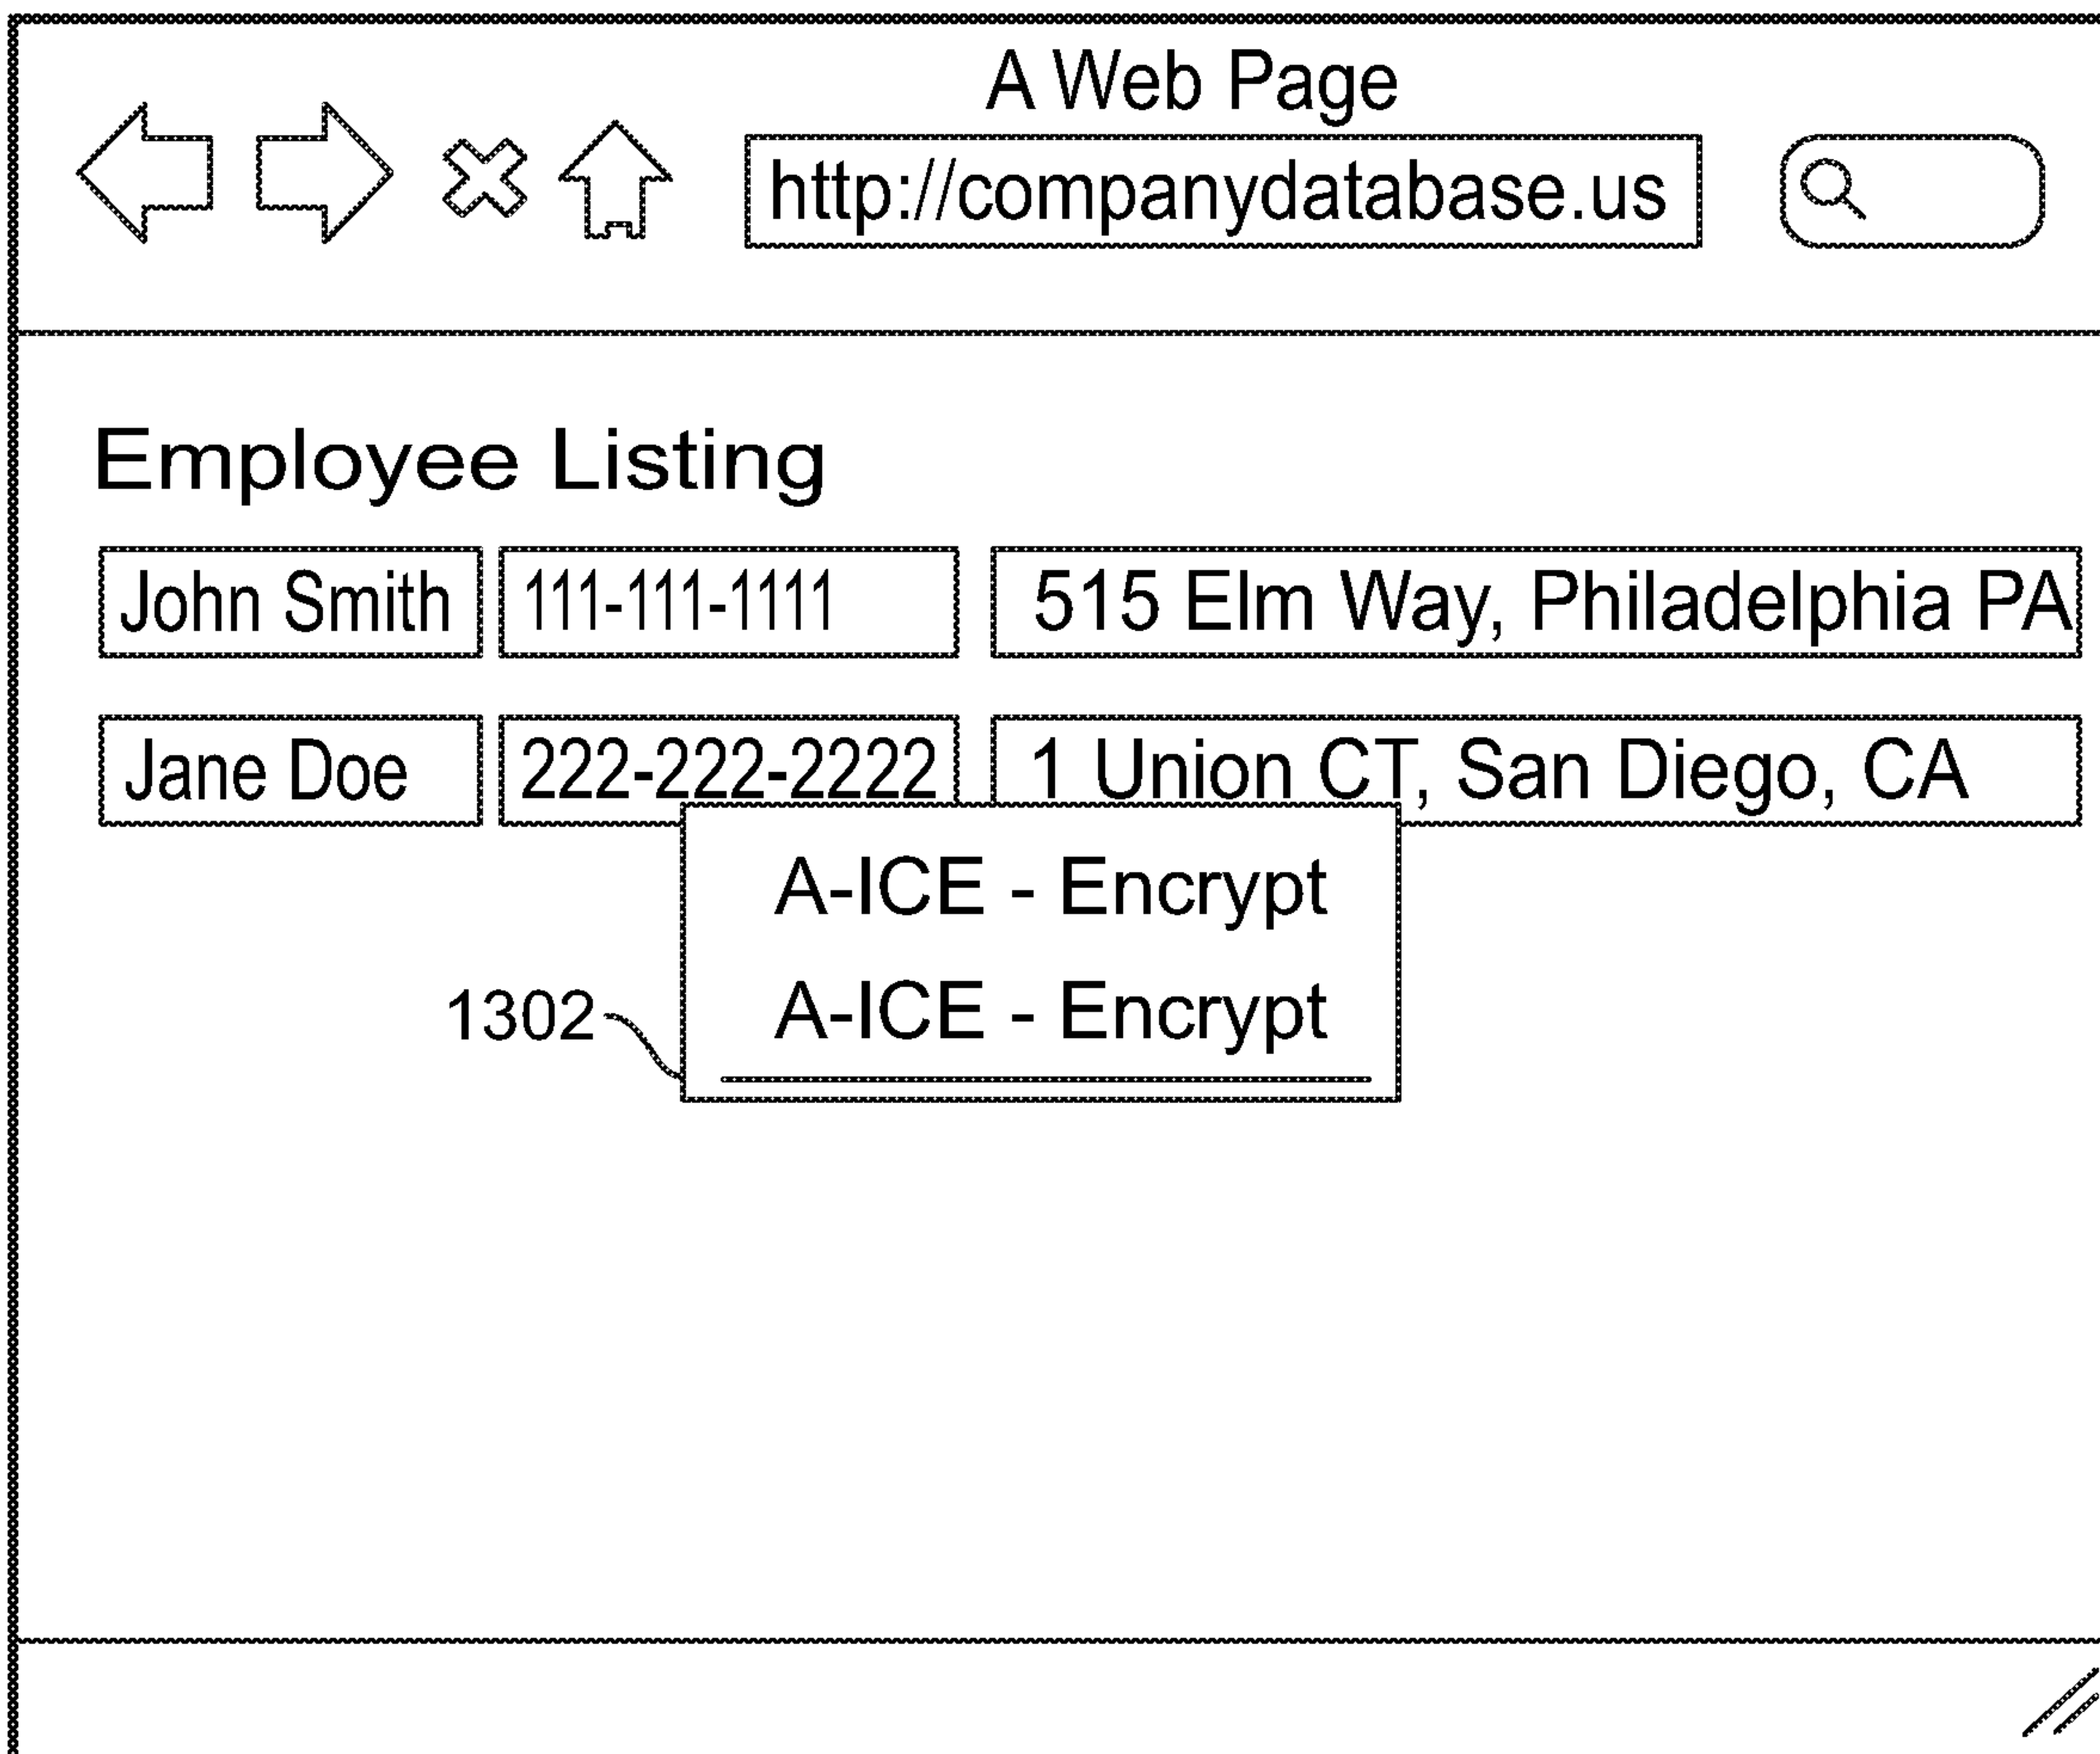 A Web Page
http://companydatabase.us
Employee Listing
John Smith 111-111-1111 515 Elm Way, Philadelphia PA
Jane Doe 222-222-2222 1 Union CT, San Diego, CA
A-ICE - Encrypt
A-ICE - Encrypt
1302